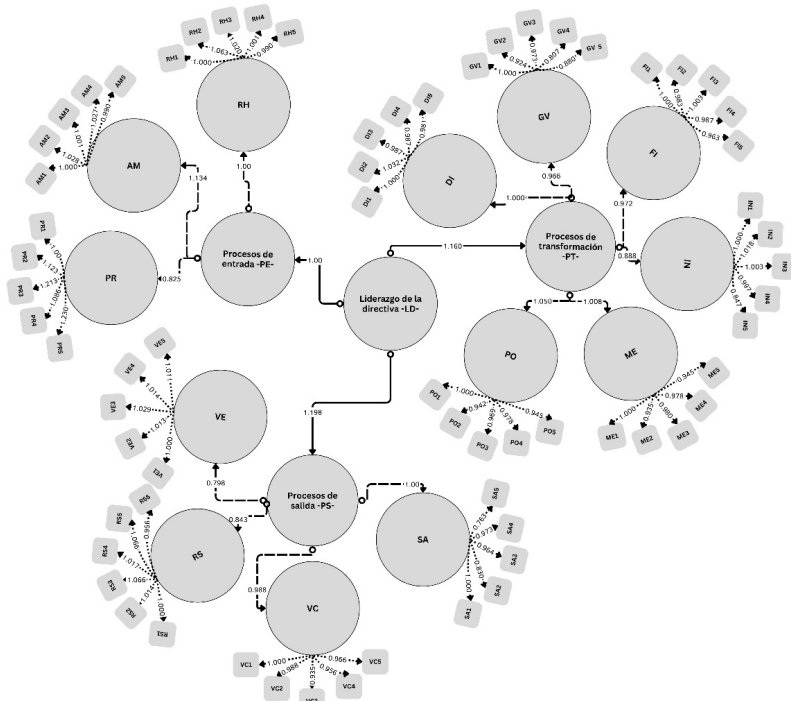 RH1
RH2
RH3
RH4
RH5
1.000
1.063
1.020
1.001
0.990
RH
1.00
AM1
AM2
AM3
AM4
AM5
1.000
1.028
1.001
1.027
0.990
AM
1.134
PR1
PR2
PR3
PR4
PR5
1.00
1.123
1.213
1.086
1.230
PR
0.825
Procesos
de entrada -PE-
1.00
Liderazgo de la
directiva -LD-
1.160
1.198
Procesos de
transformación
-PT-
GV1
GV2
GV3
GV4
GV 5
1.000
0.924
0.973
0.807
0.880
GV
0.966
DI1
DI2
DI3
DI4
DI5
1.000
1.032
0.987
0.987
0.981
DI
1.000
FI1
FI2
FI3
FI4
FI5
1.000
0.983
1.003
0.987
0.963
FI
0.972
IN1
IN2
IN3
IN4
IN5
1.000
1.018
1.003
0.997
0.847
NI
0.888
PO
1.050
PO1
PO2
PO3
PO4
PO5
1.000
0.942
0.978
0.945
ME
1.008
ME1
ME2
ME3
ME4
ME5
1.000
0.935
0.980
0.978
0.945
VE5
VE4
VE3
VE2
VE1
1.011
1.014
1.029
1.013
1.000
VE
0.798
Procesos de
salida -PS-
RS6
RS5
RS4
RS3
RS2
RS1
0.956
1.066
1.017
1.066
1.014
1.000
RS
0.843
VC
0.988
VC1
VC2
VC4
VC5
1.000
0.988
0.935
0.956
0.966
SA
1.00
SA5
SA4
SA3
SA2
SA1
0.763
0.973
0.964
0.830
1.000